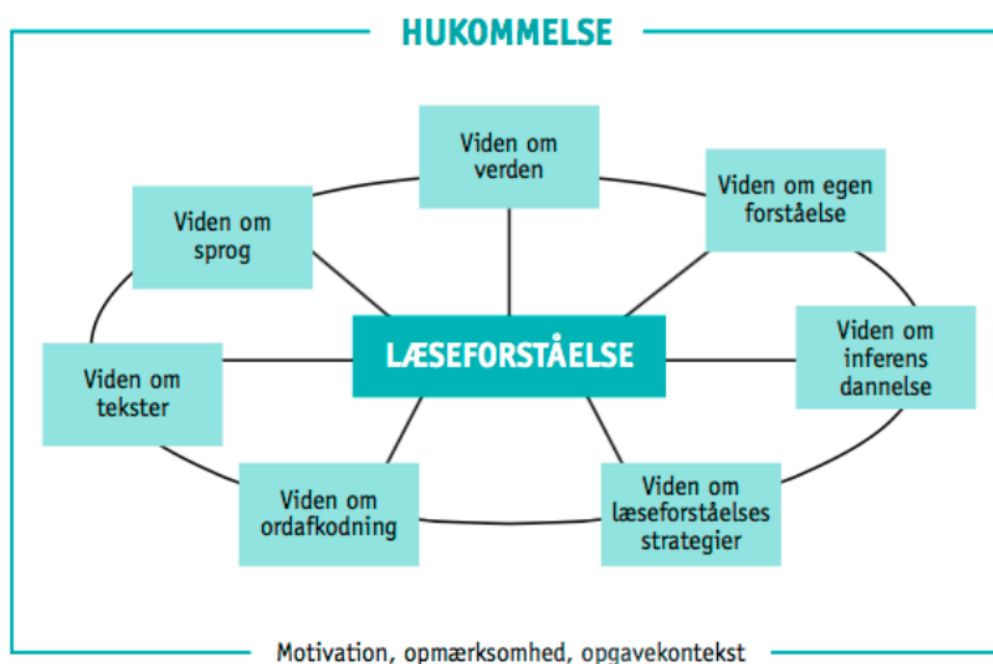 HUKOMMELSE
Viden om
verden
Viden om egen
forståelse
Viden om
sprog
Viden om
inferens
dannelse
LÆSEFORSTÅELSE
Viden om
tekster
Viden om
ordafkodning
Viden om
læseforståelses
strategier
Motivation, opmærksomhed, opgavekontekst